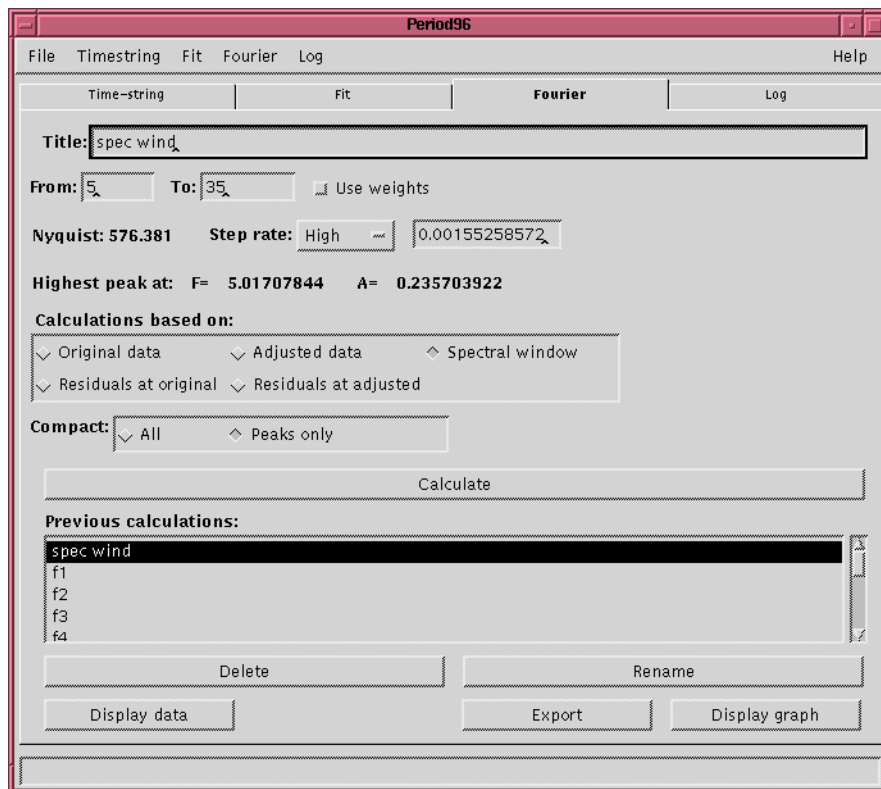 Period96
File Timestring Fit Fourier Log Help
Time-string Fit Fourier Log
Title: spec wind
From: 5 To: 35 Use weights
Nyquist: 576.381 Step rate: High 0.00155258572
Highest peak at: F= 5.01707844 A= 0.235703922
Calculations based on:
Original data Adjusted data Spectral window
Residuals at original Residuals at adjusted
Compact: All Peaks only
Calculate
Previous calculations:
spec wind
f1
f2
f3
f4
Delete Rename
Display data Export Display graph